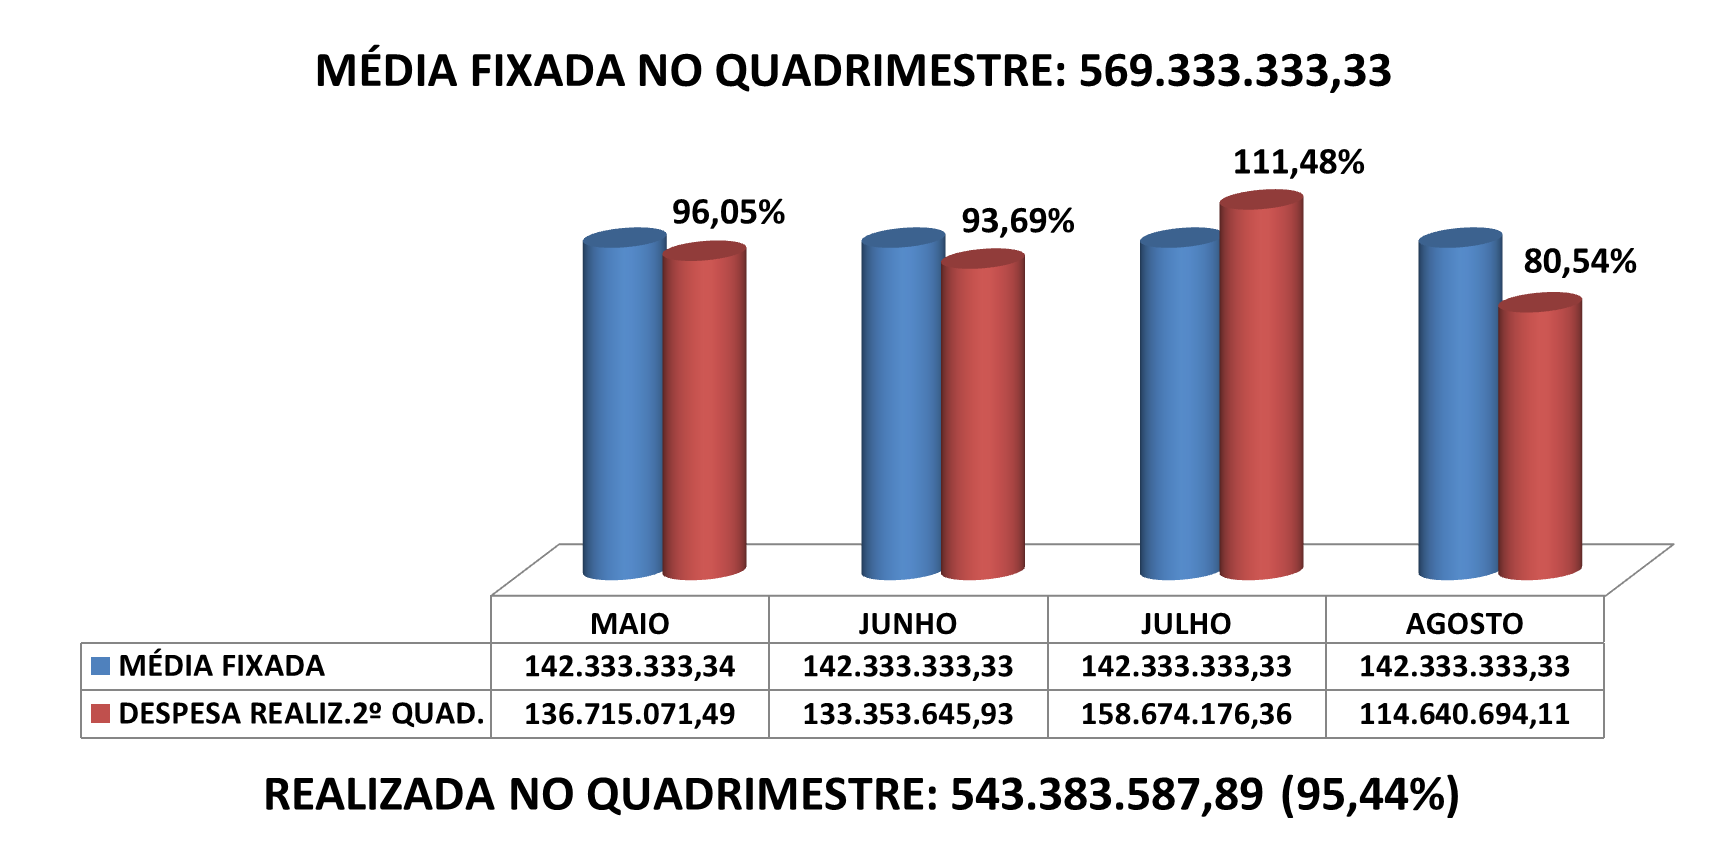 MÉDIA FIXADA NO QUADRIMESTRE: 569.333.333,33
96,05%
93,69%
111,48%
80,54%
MAIO JUNHO JULHO AGOSTO
MÉDIA FIXADA 142.333.333,34 142.333.333,33 142.333.333,33 142.333.333,33
DESPESA REALIZ.2º QUAD. 136.715.071,49 133.353.645,93 158.674.176,36 114.640.694,11
REALIZADA NO QUADRIMESTRE: 543.383.587,89 (95,44%)